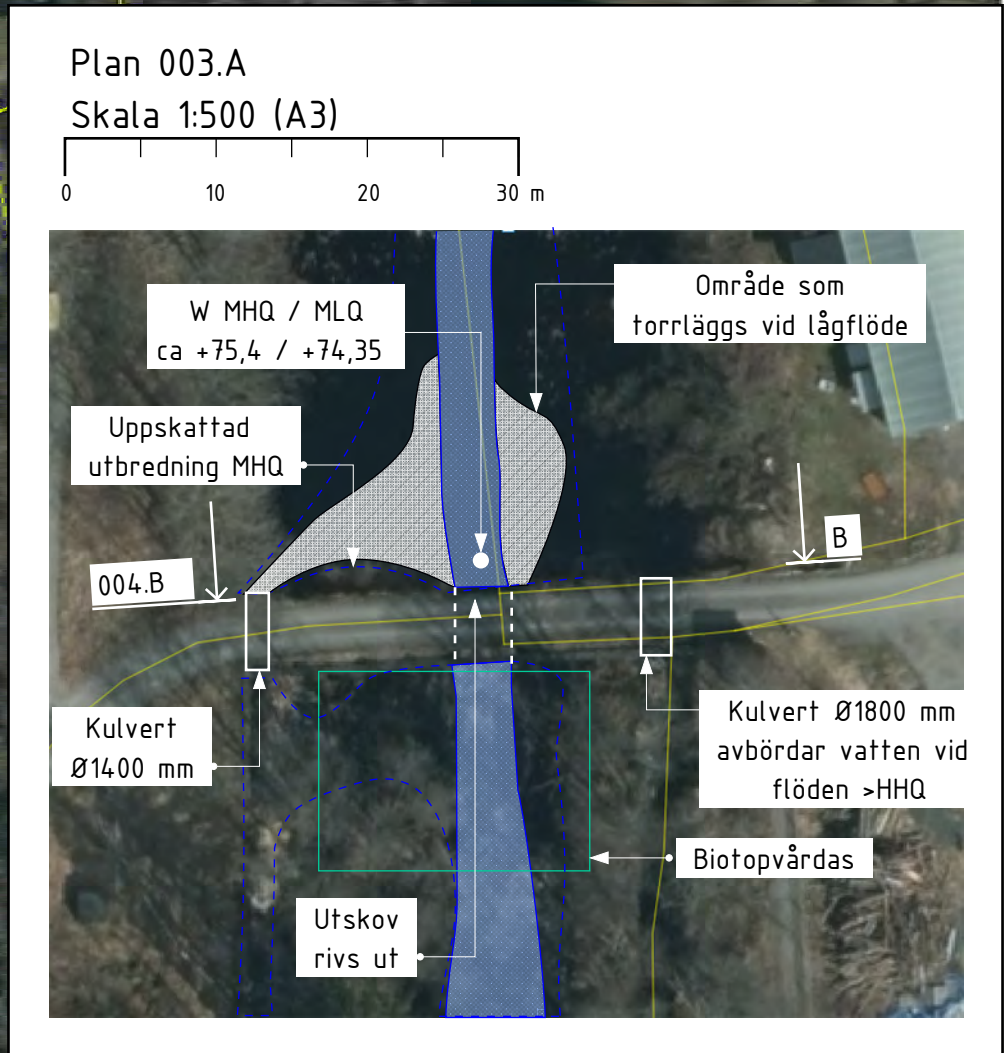 Plan 003.A
Skala 1:500 (A3)
0 10 20 30 m
W MHQ / MLQ
ca +75,4 / +74,35
Område som
torrläggs vid lågflöde
Uppskattad
utbredning MHQ
B
004.B
Kulvert
Ø1400 mm
Kulvert Ø1800 mm
avbördar vatten vid
flöden >HHQ
Biotopvårdas
Utskov
rivs ut